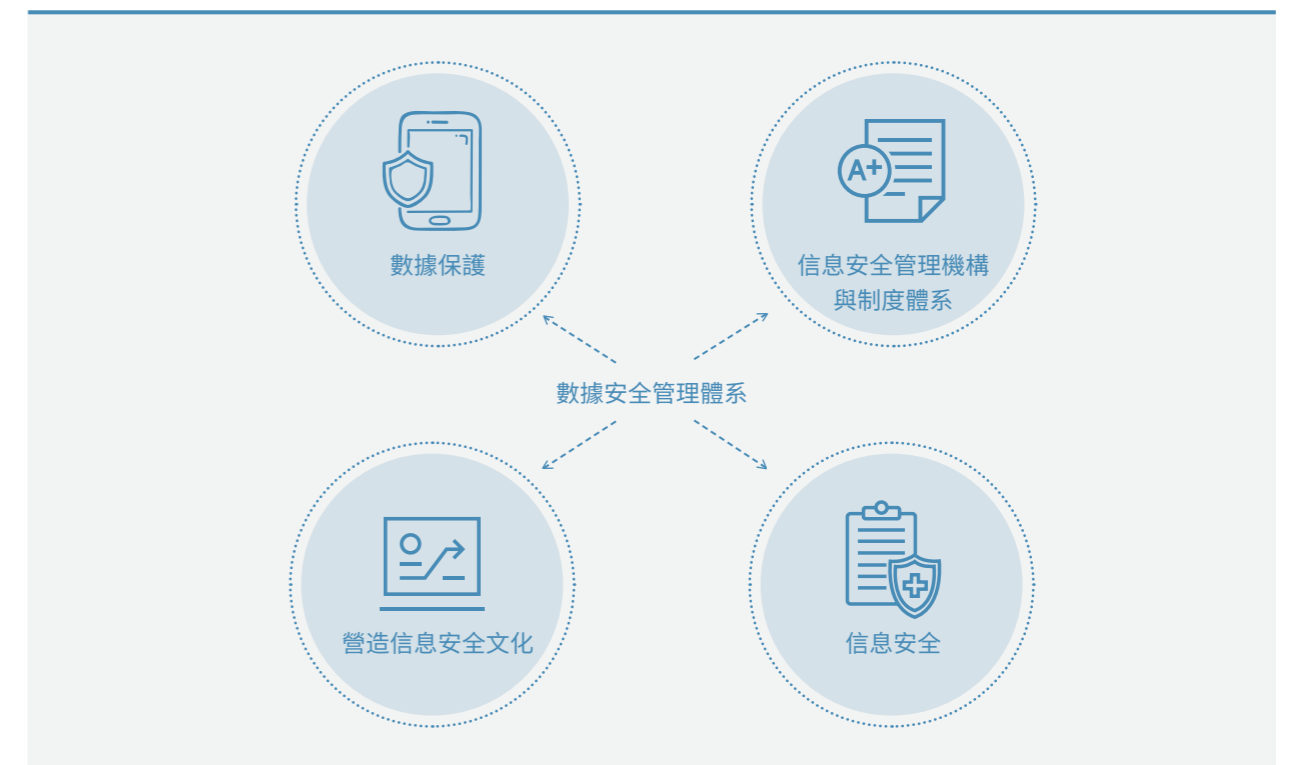 A+
數據保護
信息安全管理機構
與制度體系
數據安全管理體系
營造信息安全文化
信息安全